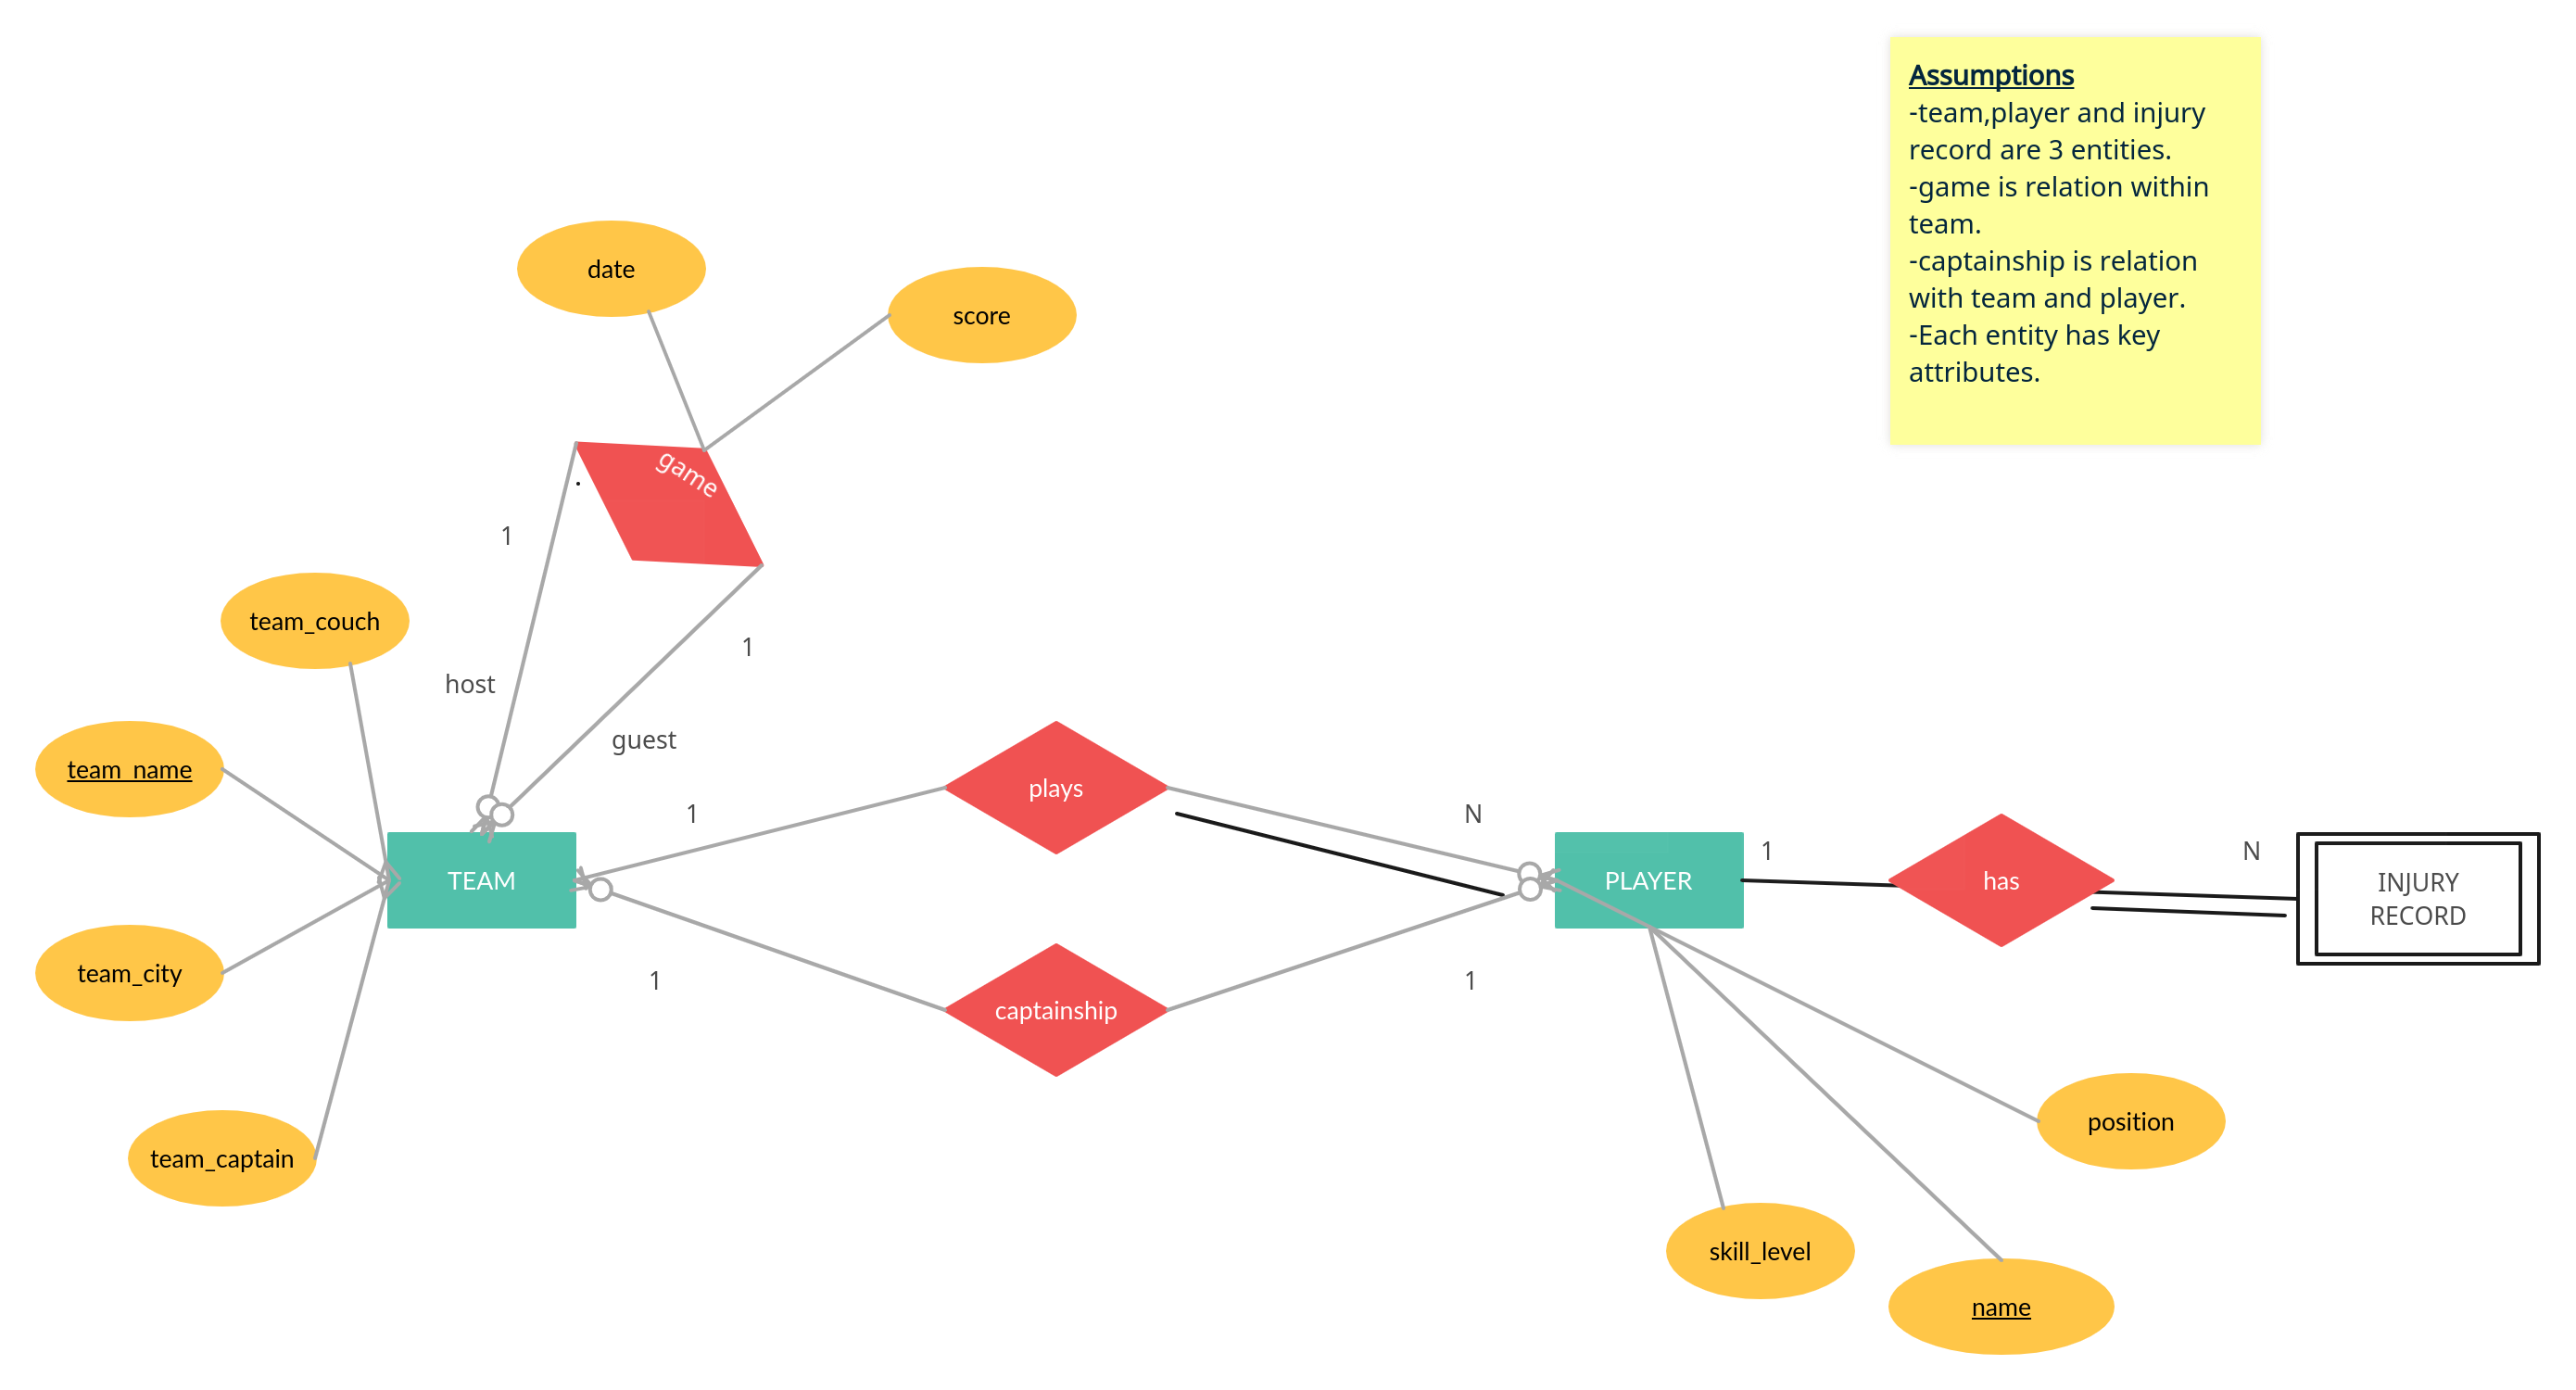 Assumptions
-team,player and injury
record are 3 entities.
-game is relation within
team.
-captainship is relation
with team and player.
-Each entity has key
attributes.
date
score
game
.
1
team_couch
1
host
guest
team_name
plays
1
N
TEAM
PLAYER
1
has
N
INJURY
RECORD
team_city
1
captainship
1
position
team_captain
skill_level
name